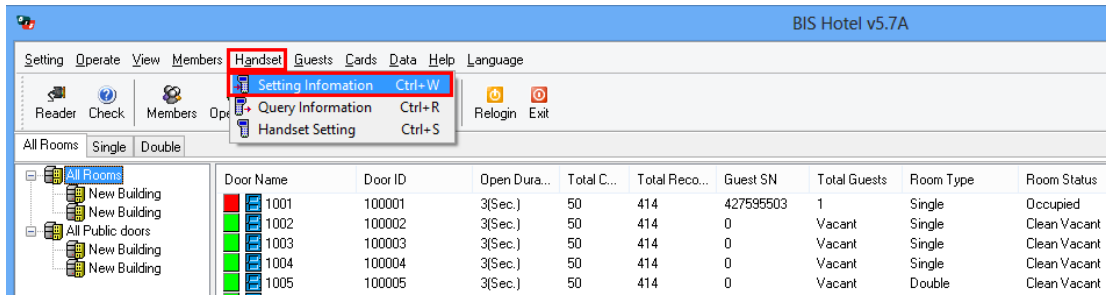 BIS Hotel v5.7A
Setting Operate View Members Handset Guests Cards Data Help Language
Setting Infomation Ctrl+W
Query Information Ctrl+R
Handset Setting Ctrl+S
Reader Check Members Ope Relogin Exit
All Rooms Single Double
All Rooms
New Building
New Building
All Public doors
New Building
New Building
Door Name Door ID Open Dura... Total C... Total Reco... Guest SN Total Guests Room Type Room Status
1001 100001 3(Sec.) 50 414 427595503 1 Single Occupied
1002 100002 3(Sec.) 50 414 0 Vacant Single Clean Vacant
1003 100003 3(Sec.) 50 414 0 Vacant Single Clean Vacant
1004 100004 3(Sec.) 50 414 0 Vacant Single Clean Vacant
1005 100005 3(Sec.) 50 414 0 Vacant Double Clean Vacant